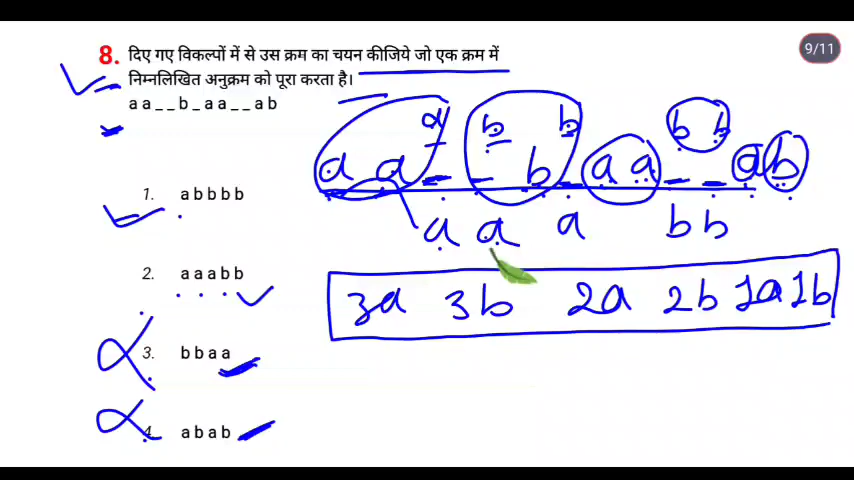 9/11
8. दिए गए विकल्पों में से उस क्रम का चयन कीजिये जो एक क्रम में
निम्नलिखित अनुक्रम को पूरा करता है।
a a _ _ b _ a a _ _ a b
a b b b b
a a _ _ b _ a a _ _ a b
1. a b b b b
a a a b b
2. a a a b b
3a 3b 2a 2b 1a 1b
3. b b a a
4. a b a b